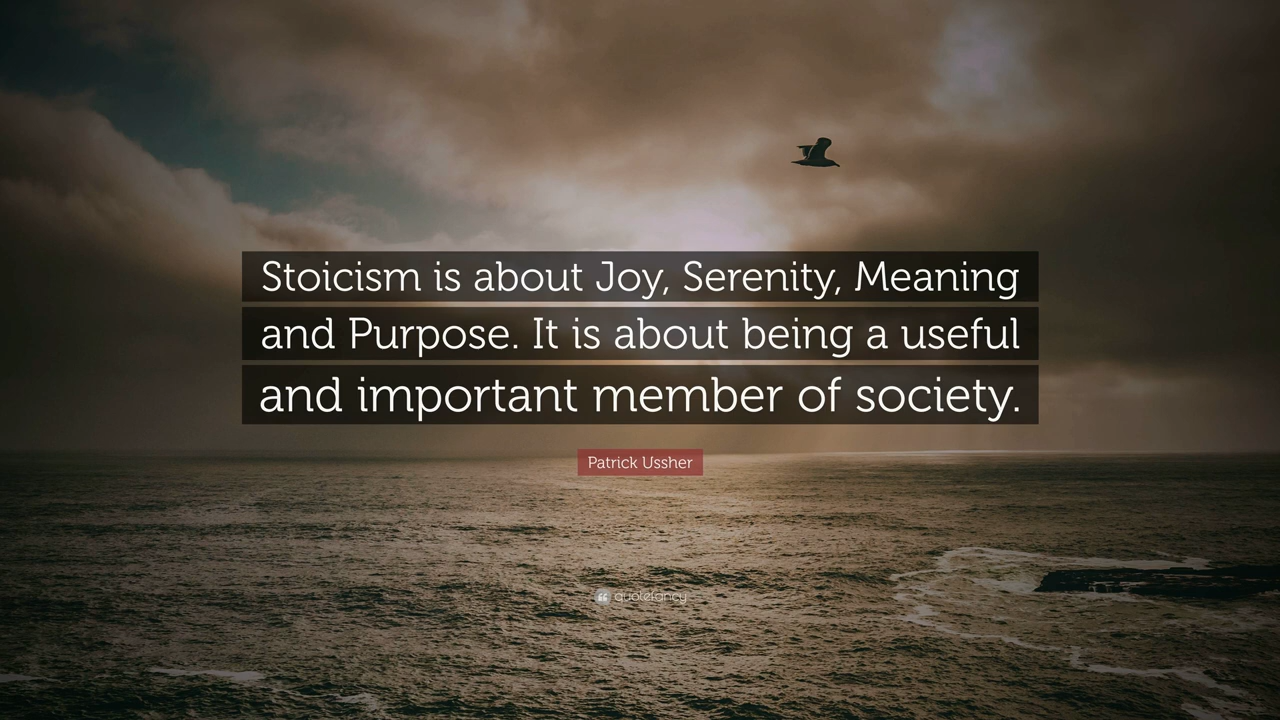 Stoicism is about Joy, Serenity, Meaning
and Purpose. It is about being a useful
and important member of society.
Patrick Ussher
quotefancy